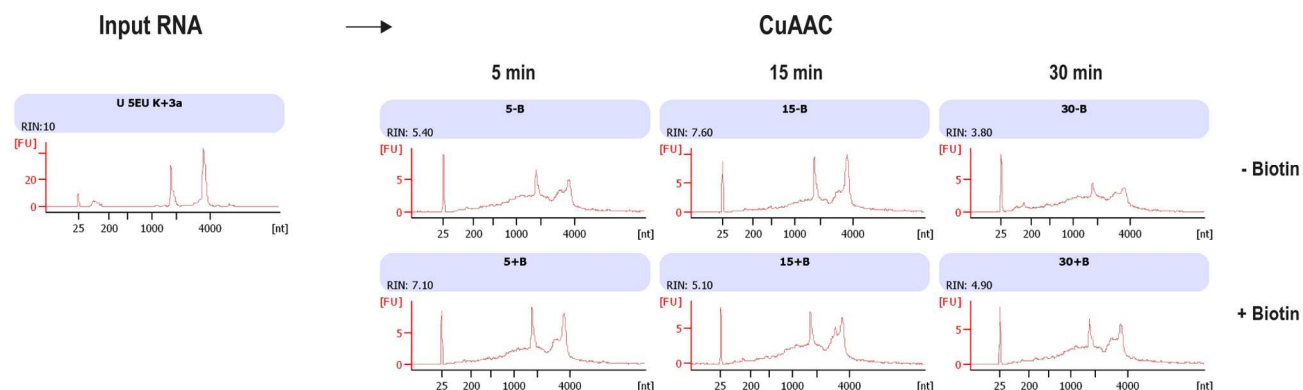 Input RNA
CuAAC
5 min
15 min
30 min
U 5EU K+3a
RIN:10
[FU]
20
0
25 200 1000 4000 [nt]
5-B
RIN: 5.40
[FU]
5
0
25 200 1000 4000 [nt]
15-B
RIN: 7.60
[FU]
5
0
25 200 1000 4000 [nt]
30-B
RIN: 3.80
[FU]
5
0
25 200 1000 4000 [nt]
- Biotin
5+B
RIN: 7.10
[FU]
5
0
25 200 1000 4000 [nt]
15+B
RIN: 5.10
[FU]
5
0
25 200 1000 4000 [nt]
30+B
RIN: 4.90
[FU]
5
0
25 200 1000 4000 [nt]
+ Biotin